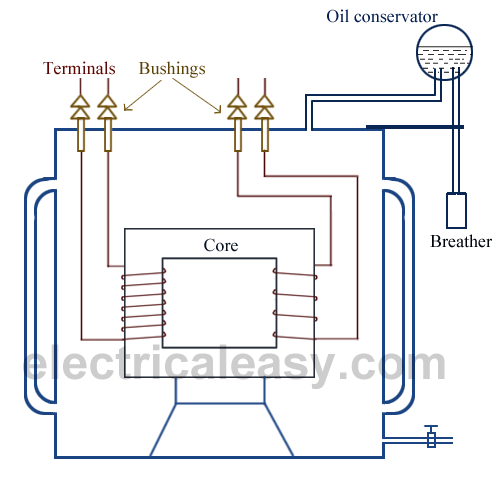 Oil conservator
Terminals
Bushings
Breather
Core
electricaleasy.com